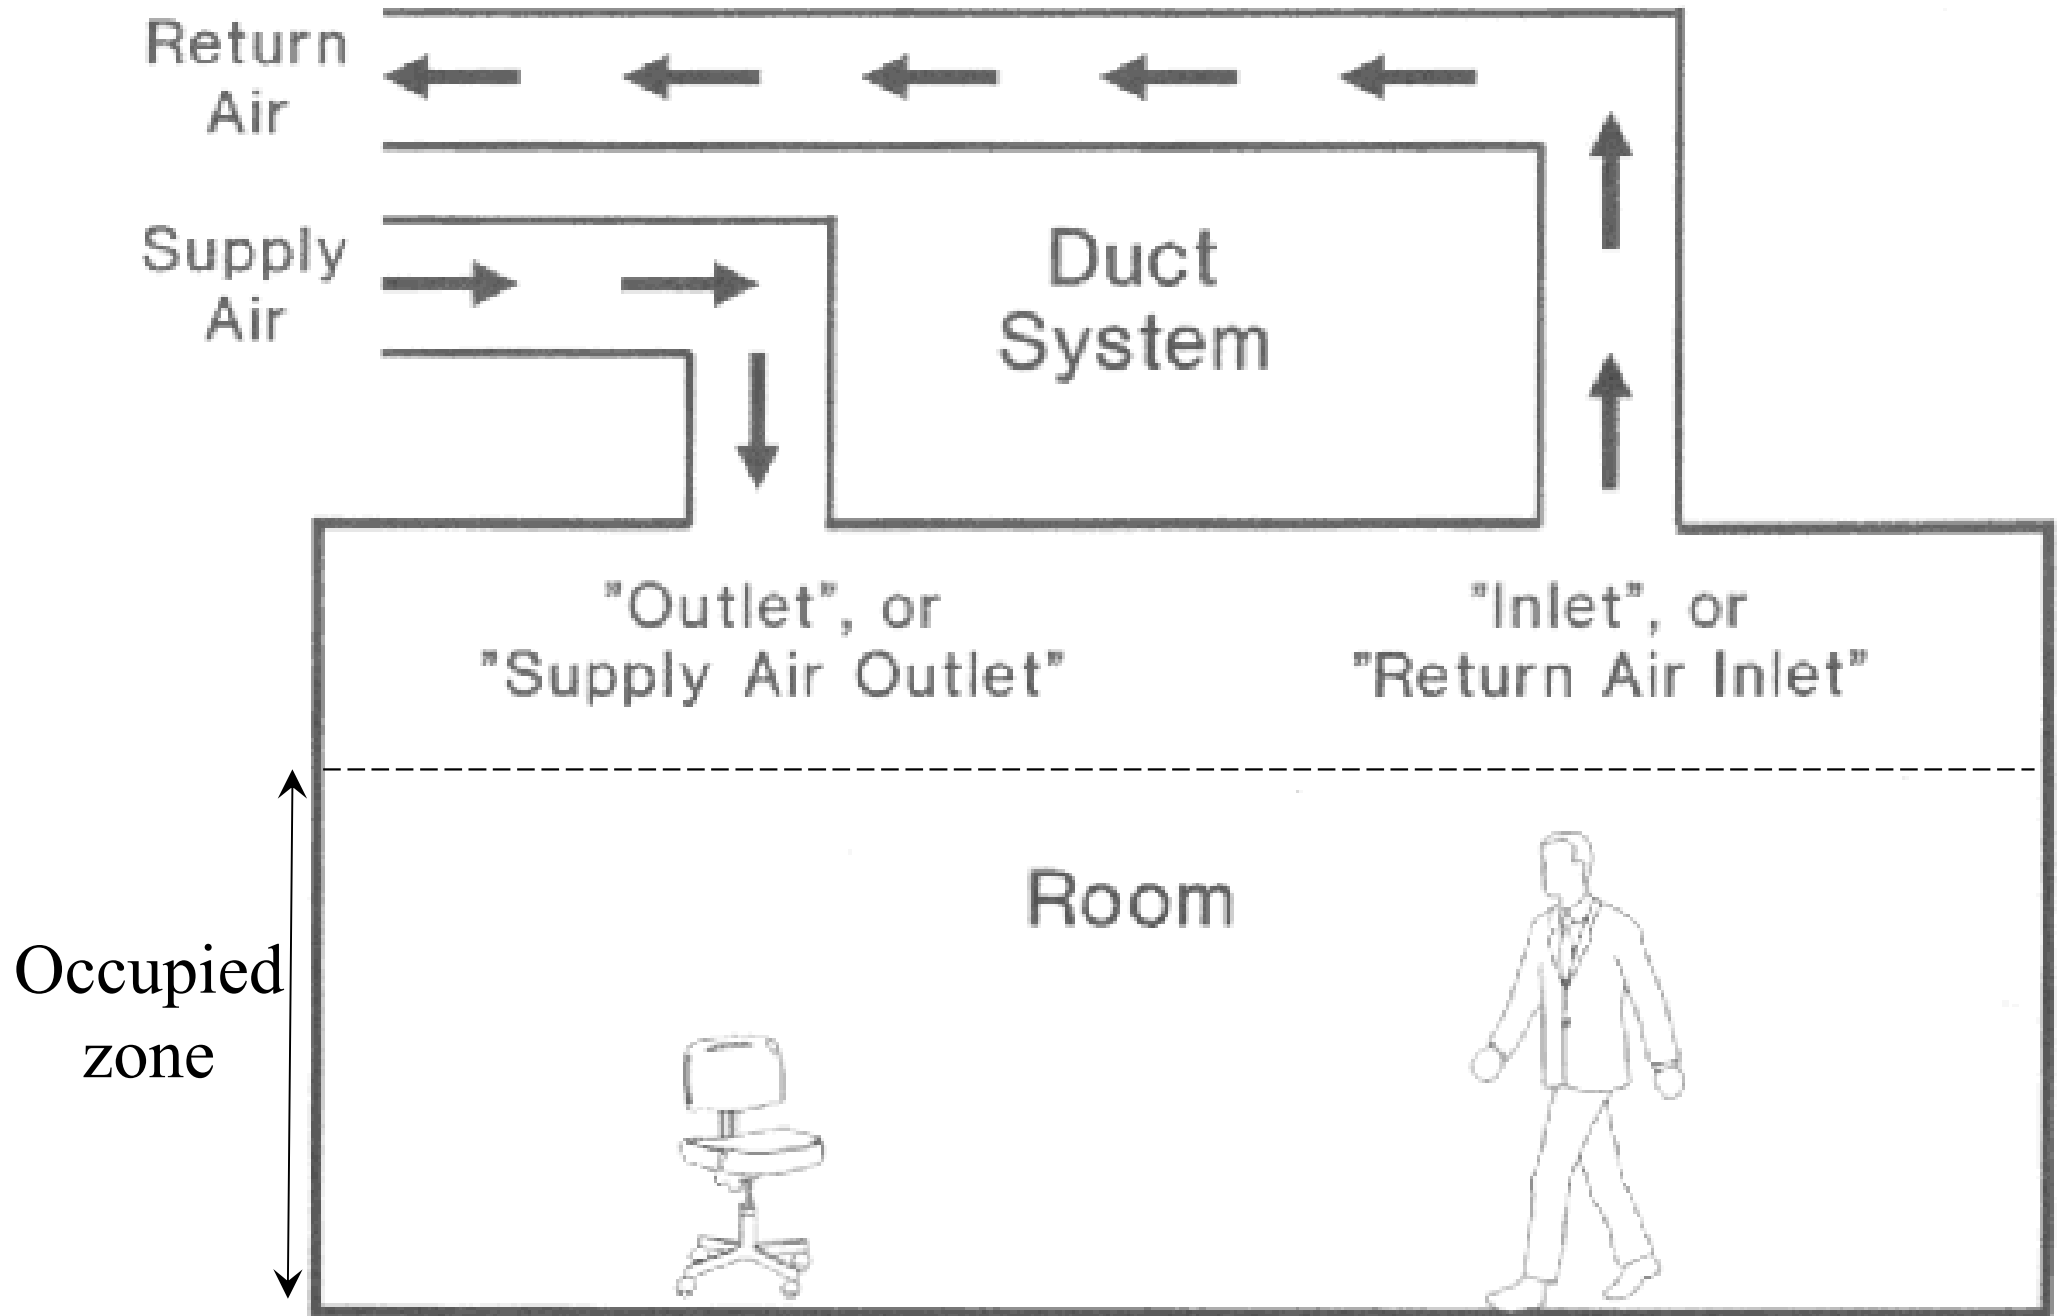 Return
Air
Supply
Air
Duct
System
"Outlet", or
"Supply Air Outlet"
"Inlet", or
"Return Air Inlet"
Room
Occupied
zone